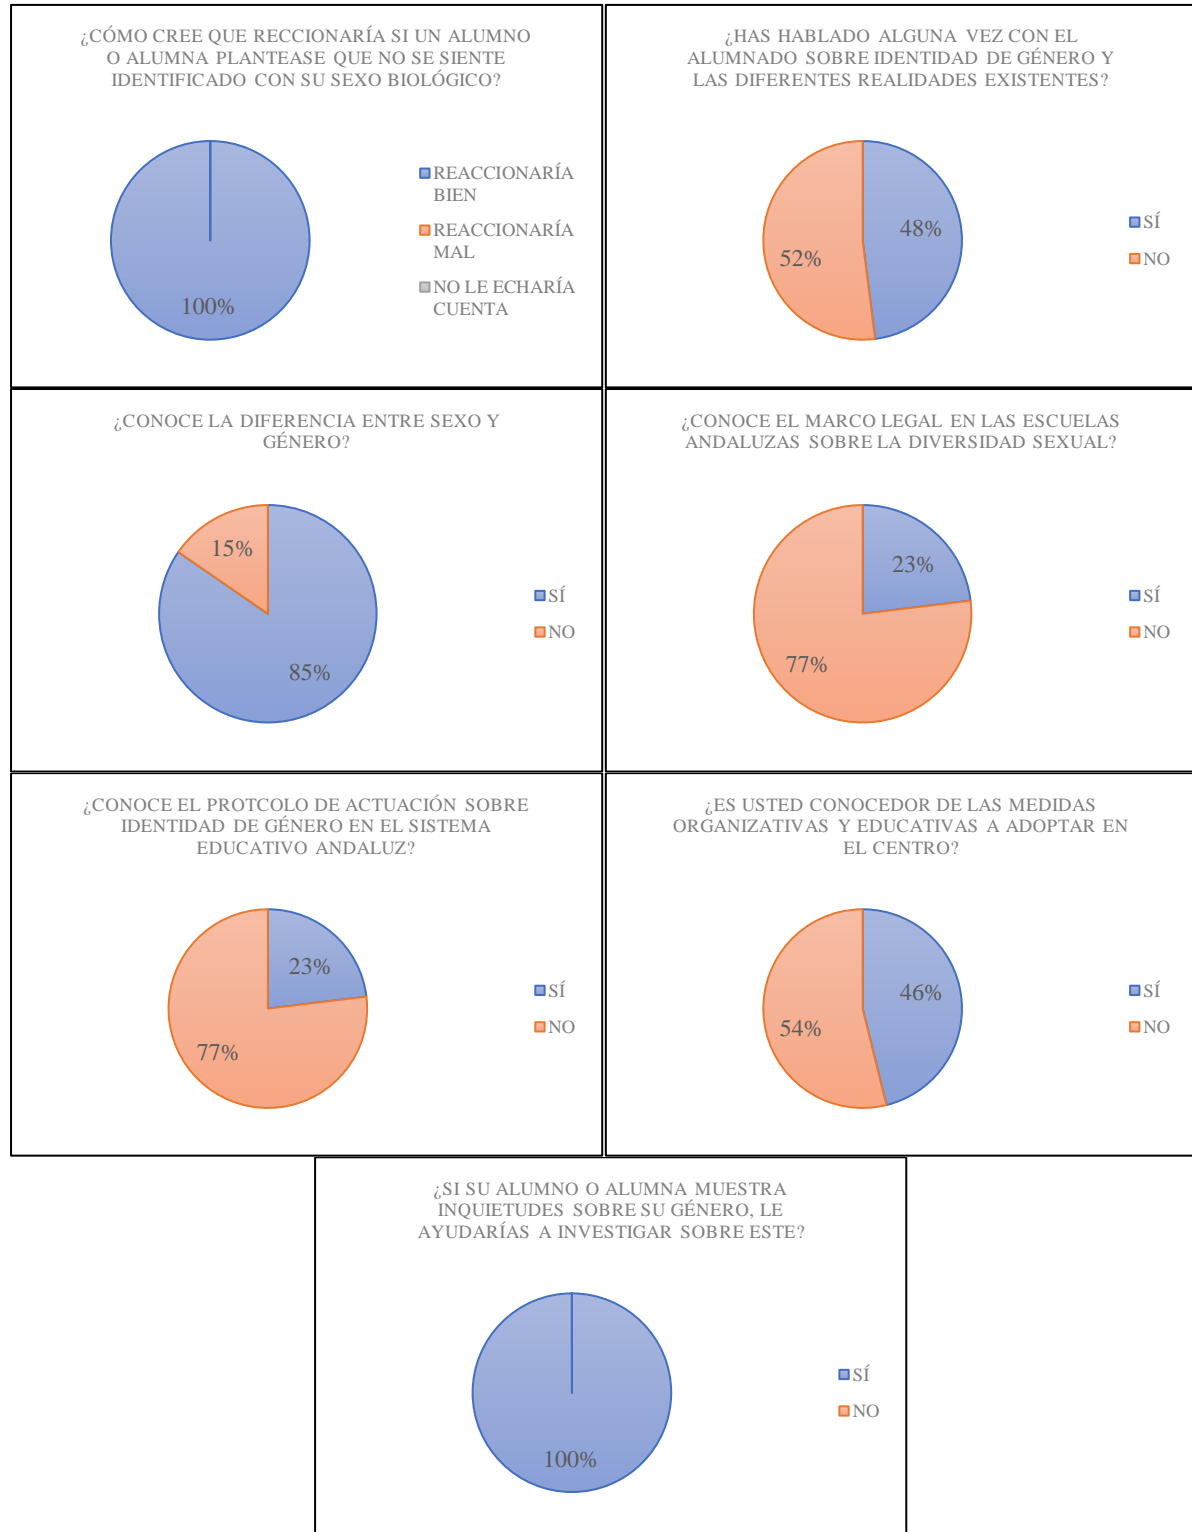 ¿CÓMO CREE QUE RECCIONARÍA SI UN ALUMNO
O ALUMNA PLANTEASE QUE NO SE SIENTE
IDENTIFICADO CON SU SEXO BIOLÓGICO?
REACCIONARÍA
BIEN
REACCIONARÍA
MAL
NO LE ECHARÍA
CUENTA
100%
¿HAS HABLADO ALGUNA VEZ CON EL
ALUMNADO SOBRE IDENTIDAD DE GÉNERO Y
LAS DIFERENTES REALIDADES EXISTENTES?
48%
52%
SÍ
NO
¿CONOCE LA DIFERENCIA ENTRE SEXO Y
GÉNERO?
15%
85%
SÍ
NO
¿CONOCE EL MARCO LEGAL EN LAS ESCUELAS
ANDALUZAS SOBRE LA DIVERSIDAD SEXUAL?
23%
77%
SÍ
NO
¿CONOCE EL PROTCOLO DE ACTUACIÓN SOBRE
IDENTIDAD DE GÉNERO EN EL SISTEMA
EDUCATIVO ANDALUZ?
23%
77%
SÍ
NO
¿ES USTED CONOCEDOR DE LAS MEDIDAS
ORGANIZATIVAS Y EDUCATIVAS A ADOPTAR EN
EL CENTRO?
46%
54%
SÍ
NO
¿SI SU ALUMNO O ALUMNA MUESTRA
INQUIETUDES SOBRE SU GÉNERO, LE
AYUDARÍAS A INVESTIGAR SOBRE ESTE?
SÍ
NO
100%